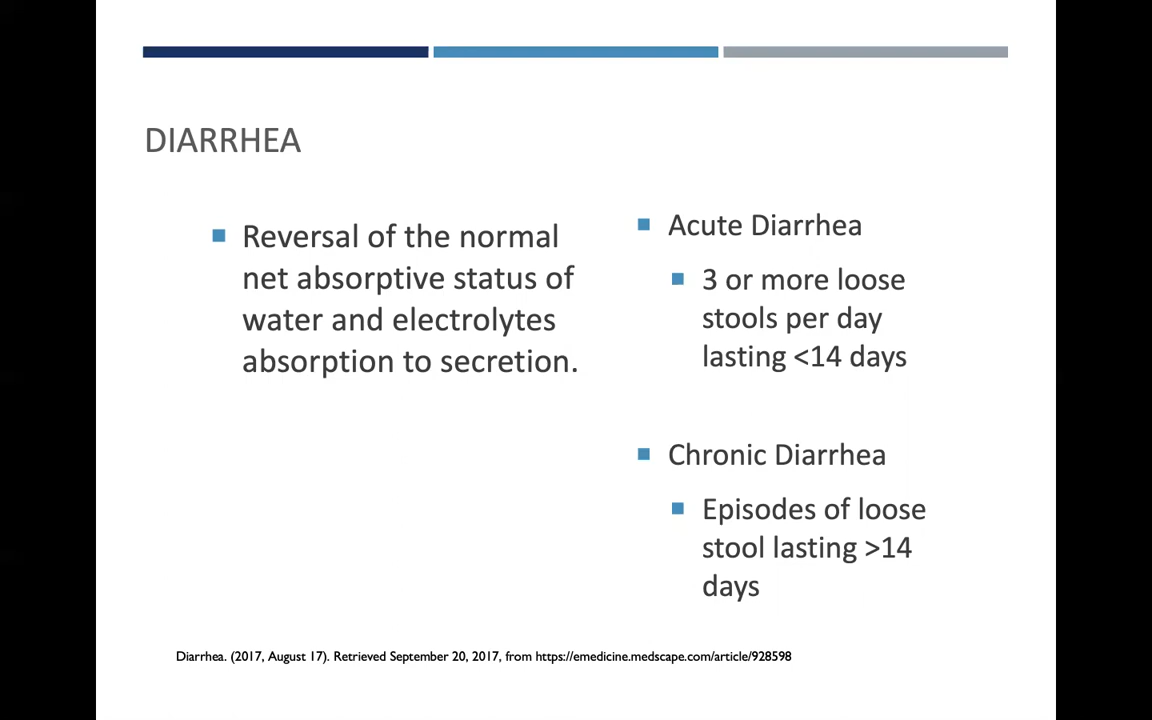 DIARRHEA
Reversal of the normal
net absorptive status of
water and electrolytes
absorption to secretion.
Acute Diarrhea
3 or more loose
stools per day
lasting <14 days
Chronic Diarrhea
Episodes of loose
stool lasting >14
days
Diarrhea. (2017, August 17). Retrieved September 20, 2017, from https://emedicine.medscape.com/article/928598